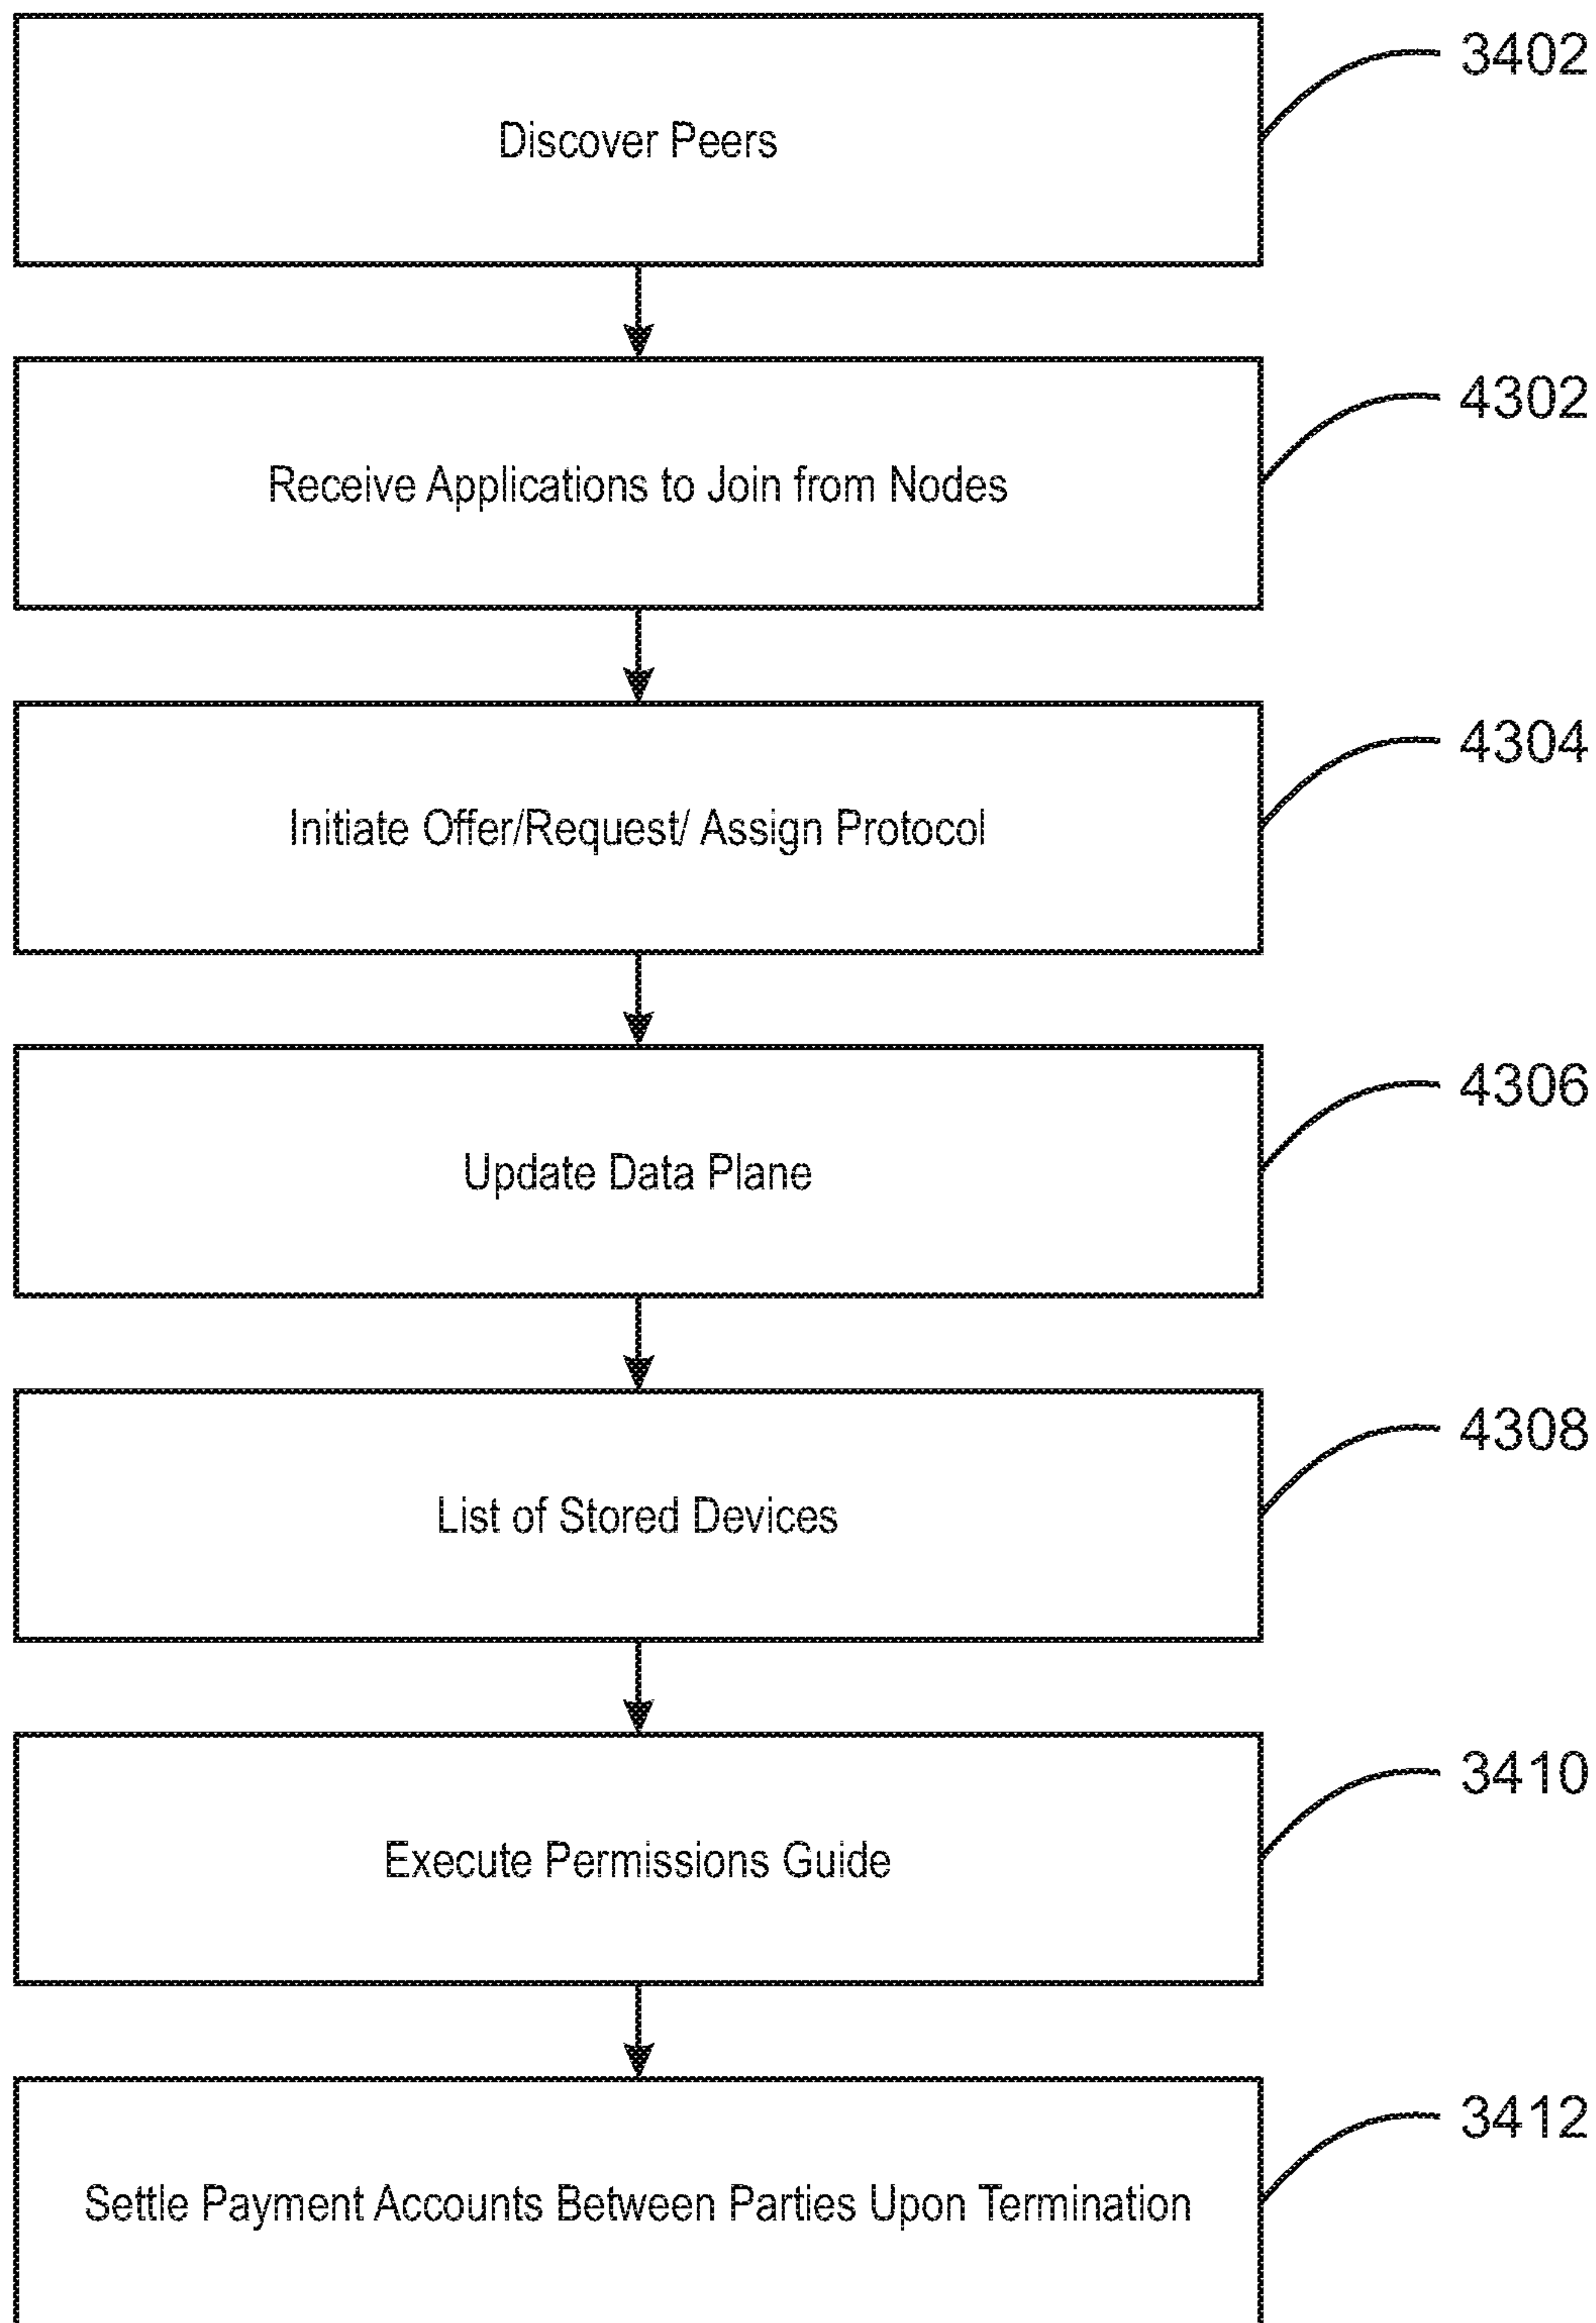 3402
Discover Peers
4302
Receive Applications to Join from Nodes
4304
Initiate Offer/Request/ Assign Protocol
4306
Update Data Plane
4308
List of Stored Devices
3410
Execute Permissions Guide
3412
Settle Payment Accounts Between Parties Upon Termination